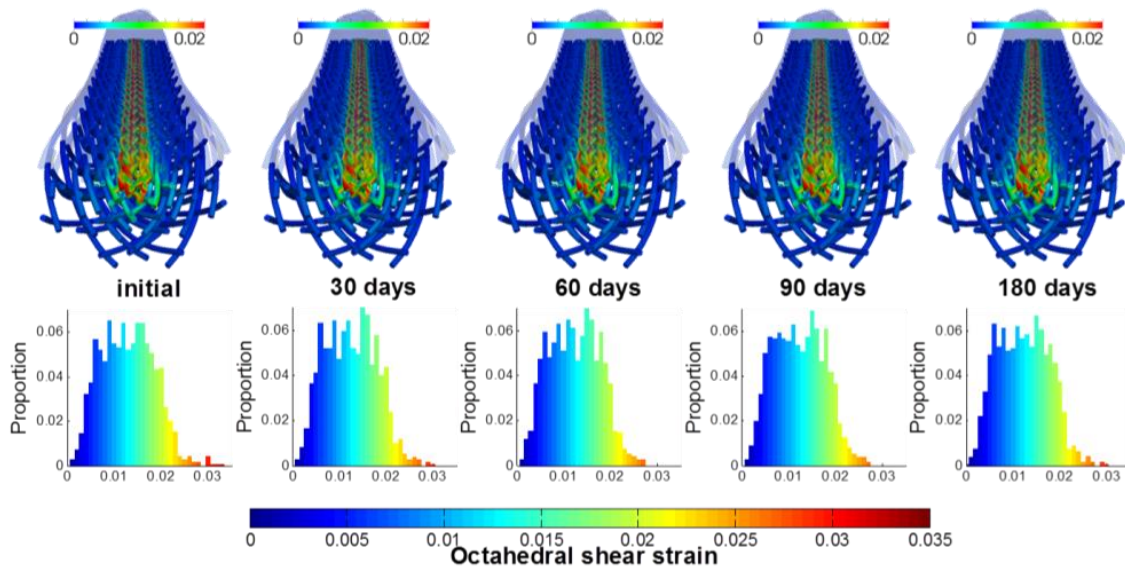 0 0.02 0 0.02 0 0.02 0 0.02 0 0.02
initial 30 days 60 days 90 days 180 days
Proportion 0.06 0.04 0.02 0 0 0.01 0.02 0.03
Proportion 0.06 0.04 0.02 0 0 0.01 0.02 0.03
Proportion 0.06 0.04 0.02 0 0 0.01 0.02 0.03
Proportion 0.06 0.04 0.02 0 0 0.01 0.02 0.03
Proportion 0.06 0.04 0.02 0 0 0.01 0.02 0.03
0 0.005 0.01 0.015 0.02 0.025 0.03 0.035
Octahedral shear strain